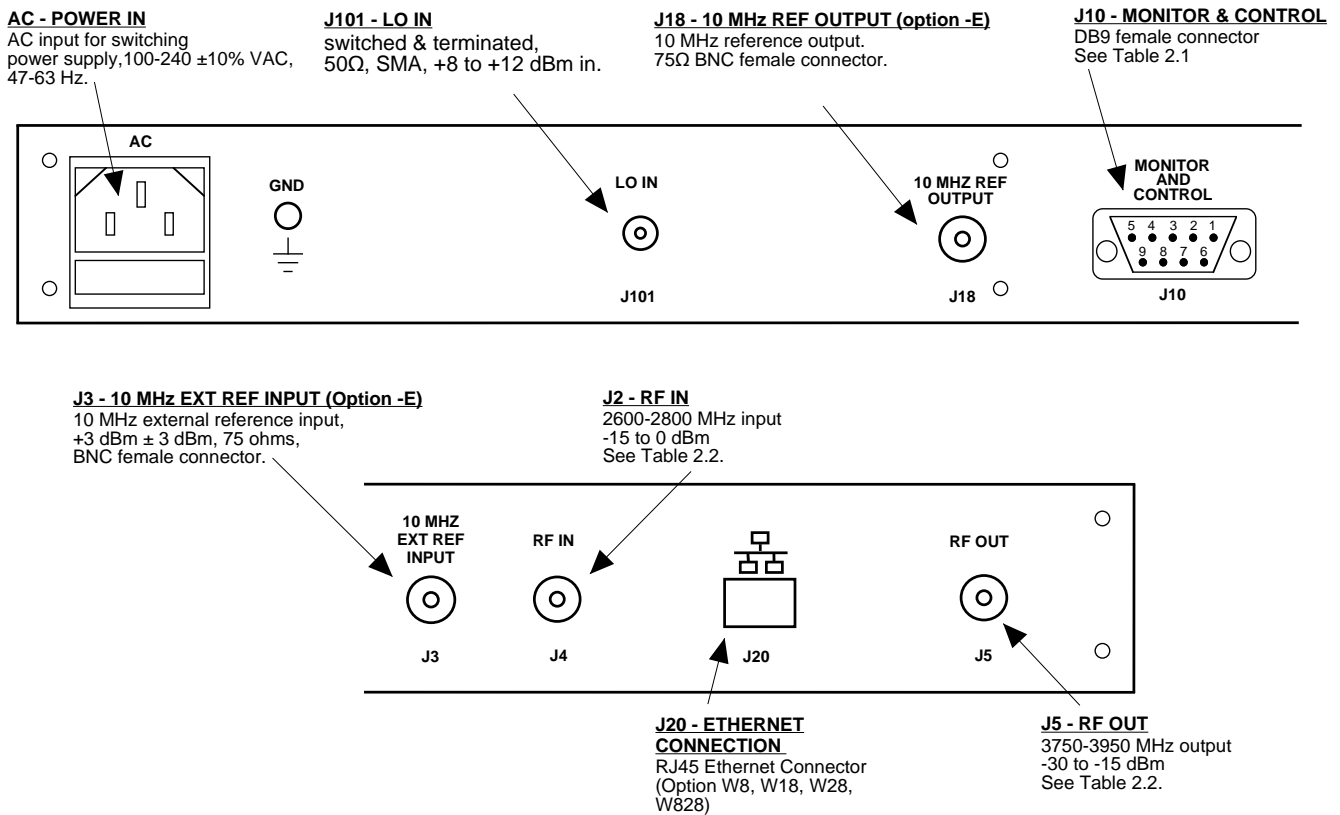 AC - POWER IN
AC input for switching
power supply,100-240 ±10% VAC,
47-63 Hz.
J101 - LO IN
switched & terminated,
50Ω, SMA, +8 to +12 dBm in.
J18 - 10 MHz REF OUTPUT (option -E)
10 MHz reference output.
75Ω BNC female connector.
J10 - MONITOR & CONTROL
DB9 female connector
See Table 2.1
AC
GND
LO IN
J101
10 MHZ REF
OUTPUT
J18
MONITOR
AND
CONTROL
5 4 3 2 1
9 8 7 6
J10
J3 - 10 MHz EXT REF INPUT (Option -E)
10 MHz external reference input,
+3 dBm ± 3 dBm, 75 ohms,
BNC female connector.
J2 - RF IN
2600-2800 MHz input
-15 to 0 dBm
See Table 2.2.
10 MHZ
EXT REF
INPUT
J3
RF IN
J4
J20
RF OUT
J5
J20 - ETHERNET
CONNECTION
RJ45 Ethernet Connector
(Option W8, W18, W28,
W828)
J5 - RF OUT
3750-3950 MHz output
-30 to -15 dBm
See Table 2.2.